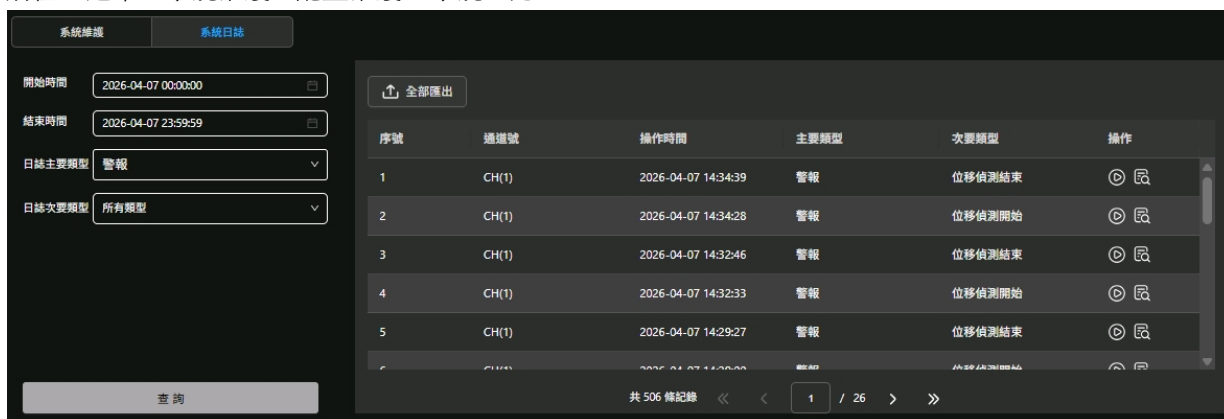 系統維護 系統日誌
開始時間 2026-04-07 00:00:00
結束時間 2026-04-07 23:59:59
日誌主要類型 警報
日誌次要類型 所有類型
查詢
全部匯出
序號 通道號 操作時間 主要類型 次要類型 操作
1 CH(1) 2026-04-07 14:34:39 警報 位移偵測結束
2 CH(1) 2026-04-07 14:34:28 警報 位移偵測開始
3 CH(1) 2026-04-07 14:32:46 警報 位移偵測結束
4 CH(1) 2026-04-07 14:32:33 警報 位移偵測開始
5 CH(1) 2026-04-07 14:29:27 警報 位移偵測結束
共 506 條記錄 1 / 26